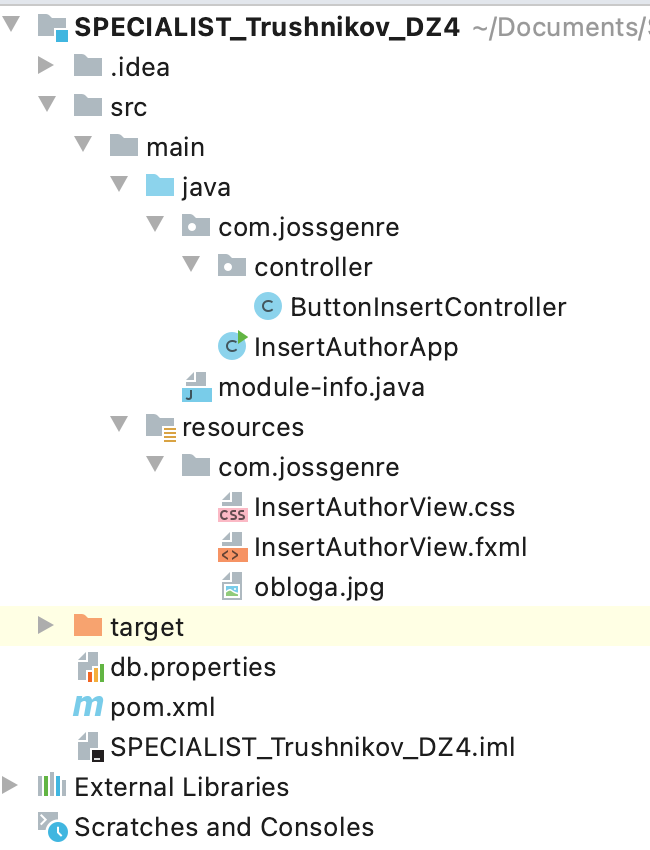 SPECIALIST_Trushnikov_DZ4 ~/Documents/
.idea
src
main
java
com.jossgenre
controller
ButtonInsertController
InsertAuthorApp
module-info.java
resources
com.jossgenre
InsertAuthorView.css
InsertAuthorView.fxml
obloga.jpg
target
db.properties
pom.xml
SPECIALIST_Trushnikov_DZ4.iml
External Libraries
Scratches and Consoles